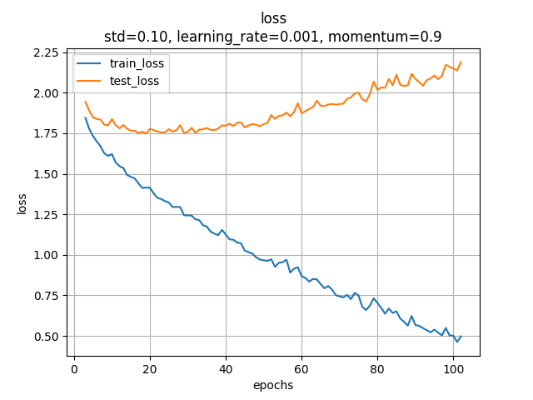 loss
std=0.10, learning_rate=0.001, momentum=0.9
2.25
2.00
1.75
1.50
1.25
1.00
0.75
0.50
train_loss
test_loss
loss
0 20 40 60 80 100
epochs